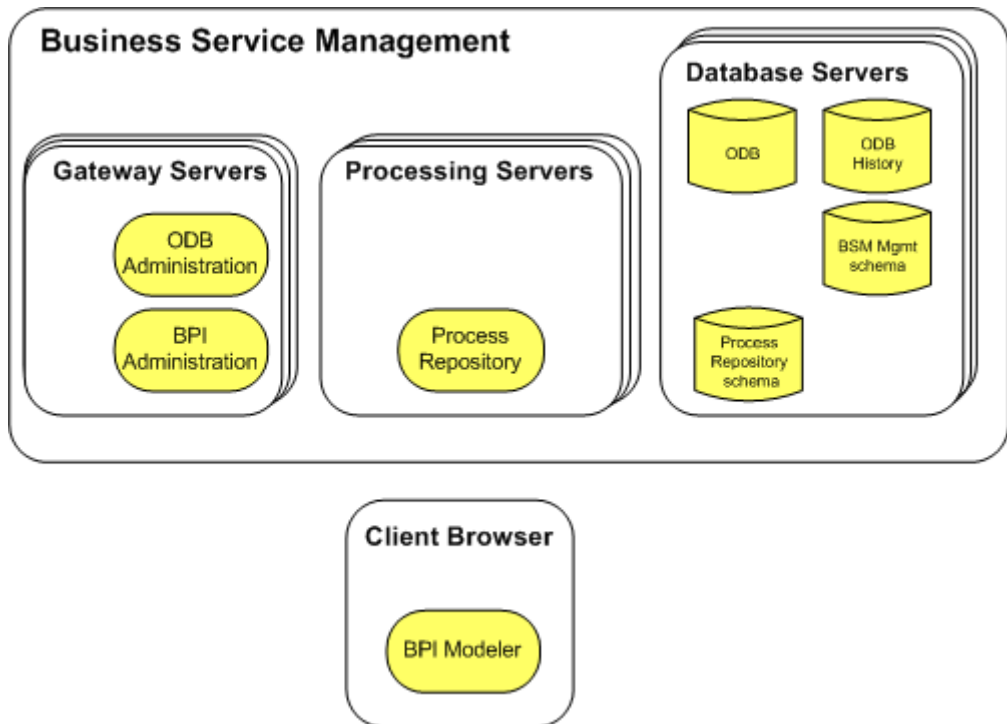 Business Service Management
Database Servers
ODB
ODB
History
BSM Mgmt
schema
Process
Repository
schema
Gateway Servers
ODB
Administration
BPI
Administration
Processing Servers
Process
Repository
Client Browser
BPI Modeler